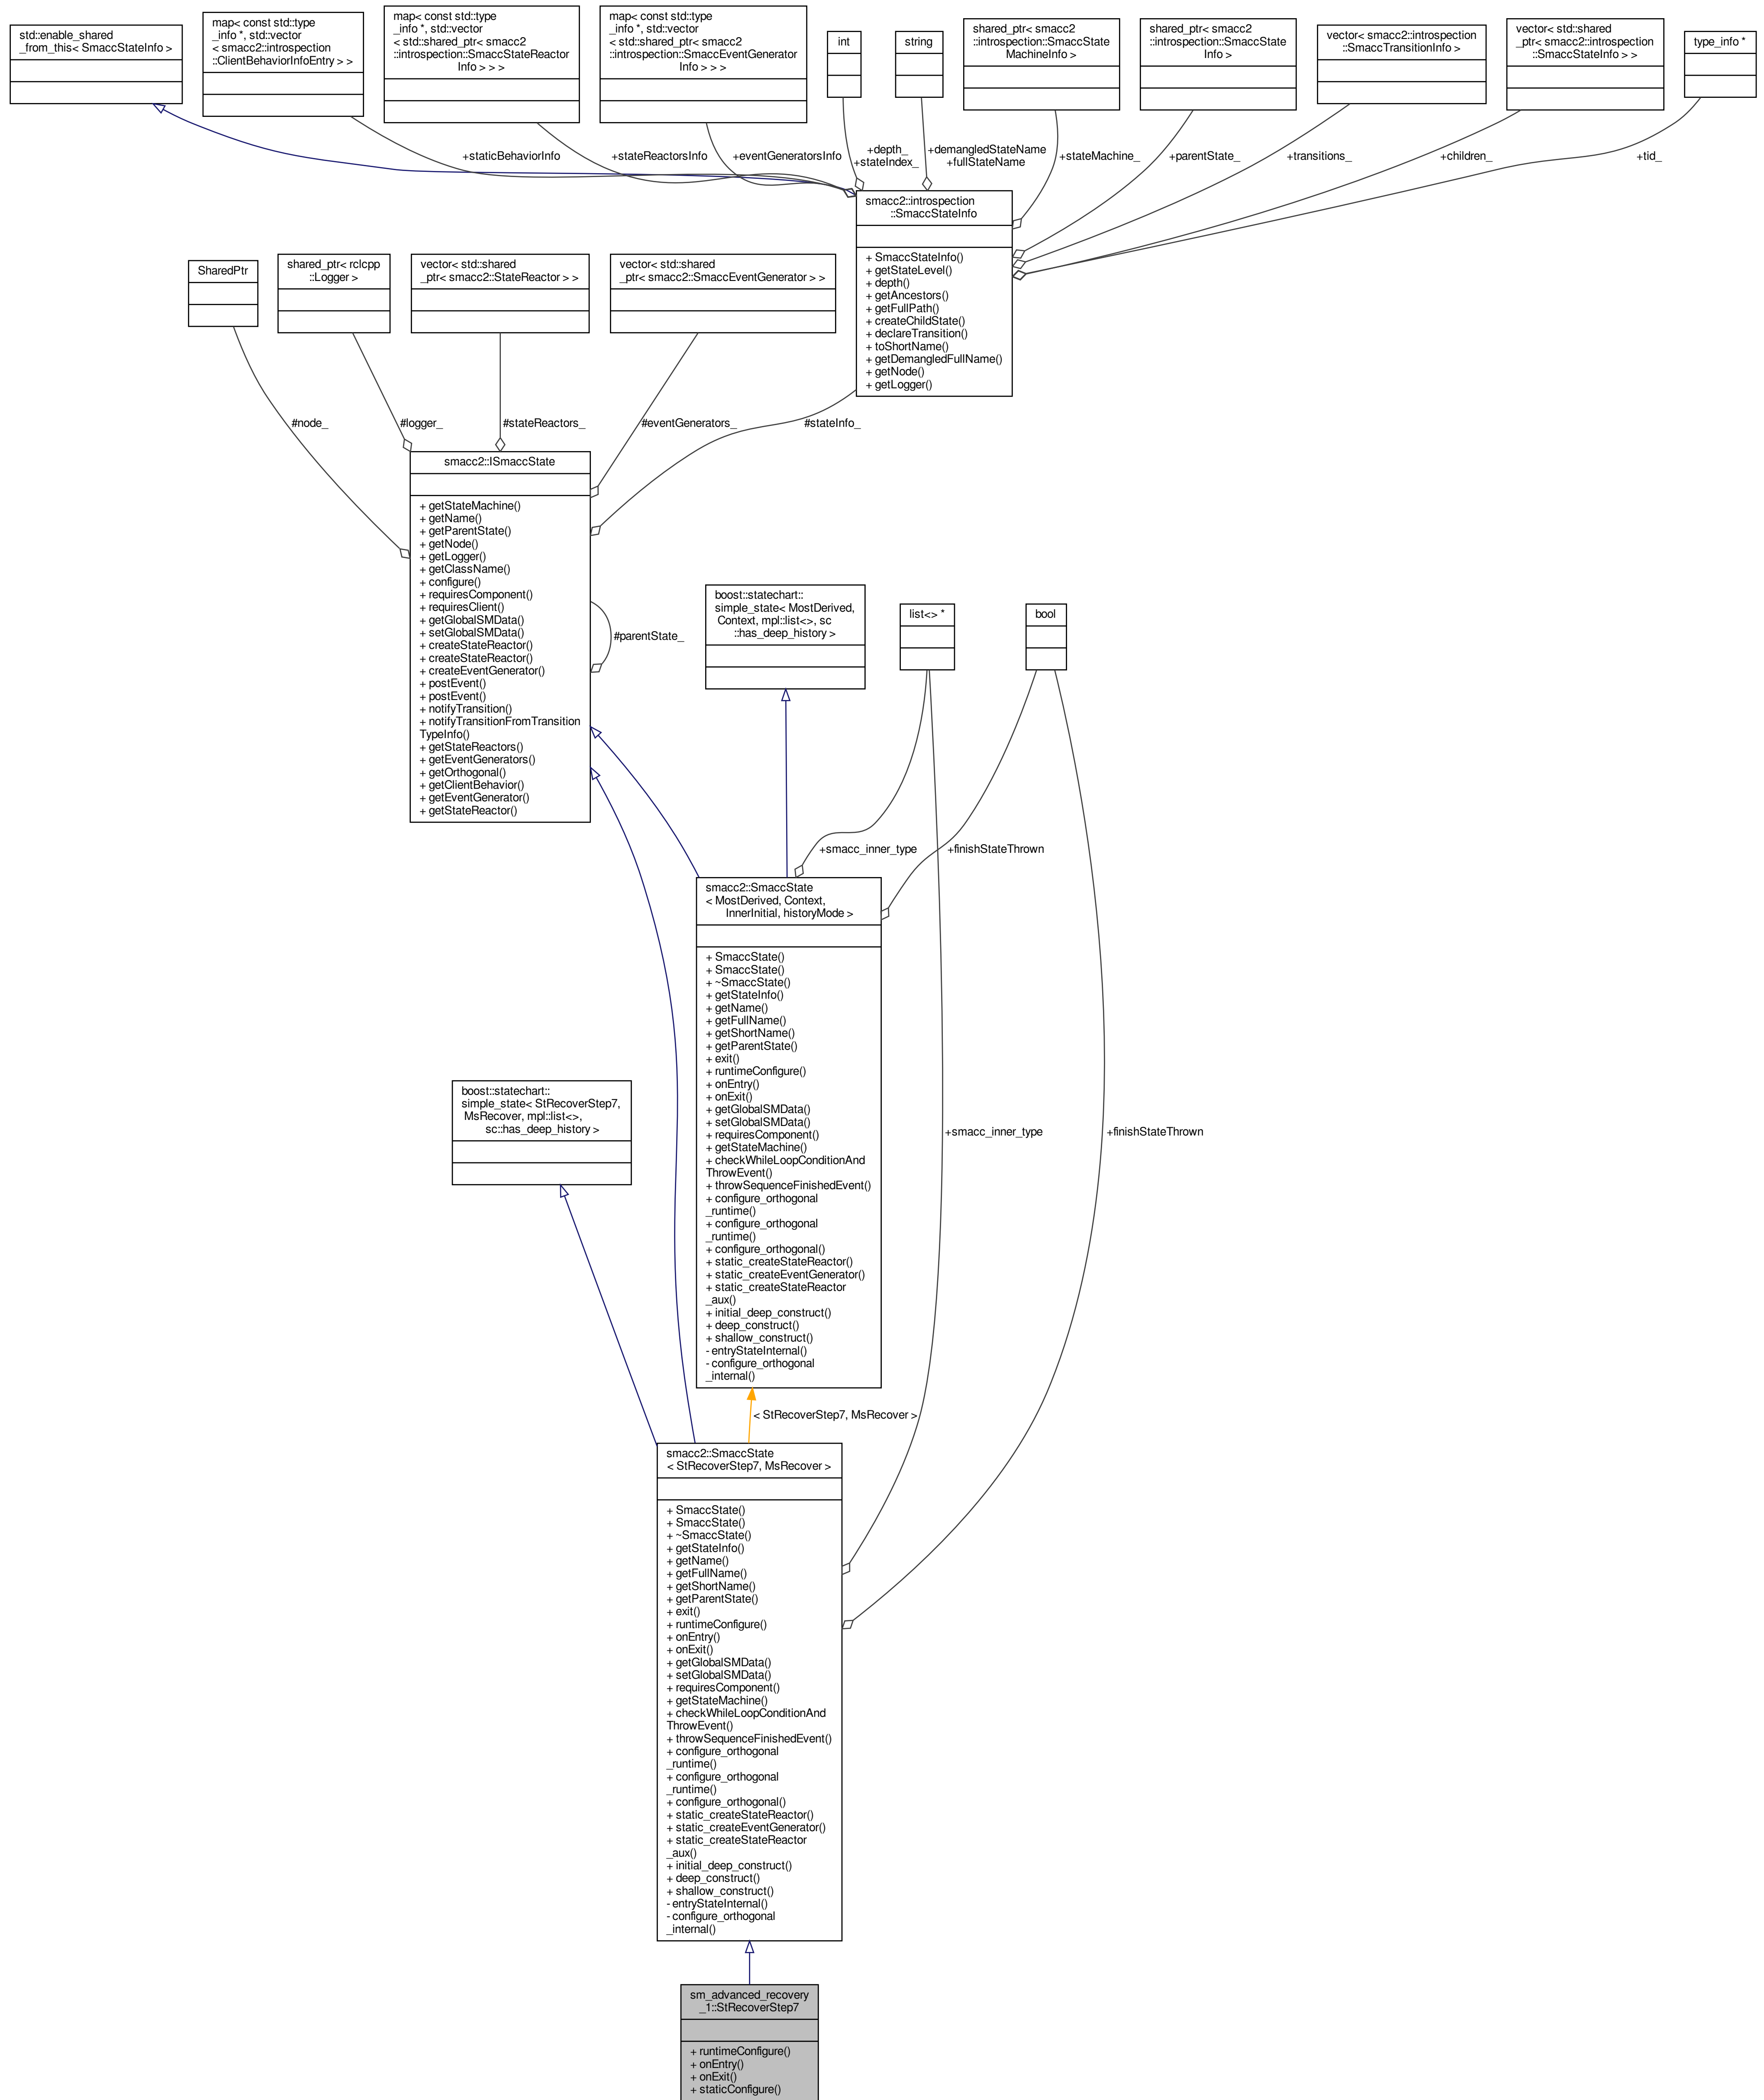 std::enable_shared
_from_this< SmaccStateInfo >
map< const std::type
_info *, std::vector
< smacc2::introspection
::ClientBehaviorInfoEntry > >
map< const std::type
_info *, std::vector
< std::shared_ptr< smacc2
::introspection::SmaccStateReactor
Info > > >
map< const std::type
_info *, std::vector
< std::shared_ptr< smacc2
::introspection::SmaccEventGenerator
Info > > >
int
string
shared_ptr< smacc2
::introspection::SmaccState
MachineInfo >
shared_ptr< smacc2
::introspection::SmaccState
Info >
vector< smacc2::introspection
::SmaccTransitionInfo >
vector< std::shared
_ptr< smacc2::introspection
::SmaccStateInfo > >
type_info *
+staticBehaviorInfo
+stateReactorsInfo
+eventGeneratorsInfo
+depth_
+stateIndex_
+demangledStateName
+fullStateName
+stateMachine_
+parentState_
+transitions_
+children_
+tid_
smacc2::introspection
::SmaccStateInfo
+ SmaccStateInfo()
+ getStateLevel()
+ depth()
+ getAncestors()
+ getFullPath()
+ createChildState()
+ declareTransition()
+ toShortName()
+ getDemangledFullName()
+ getNode()
+ getLogger()
SharedPtr
shared_ptr< rclcpp
::Logger >
vector< std::shared
_ptr< smacc2::StateReactor > >
vector< std::shared
_ptr< smacc2::SmaccEventGenerator > >
#node_
#logger_
#stateReactors_
#eventGenerators_
#stateInfo_
smacc2::ISmaccState
+ getStateMachine()
+ getName()
+ getParentState()
+ getNode()
+ getLogger()
+ getClassName()
+ configure()
+ requiresComponent()
+ requiresClient()
+ getGlobalSMData()
+ setGlobalSMData()
+ createStateReactor()
+ createStateReactor()
+ createEventGenerator()
+ postEvent()
+ postEvent()
+ notifyTransition()
+ notifyTransitionFromTransition
TypeInfo()
+ getStateReactors()
+ getEventGenerators()
+ getOrthogonal()
+ getClientBehavior()
+ getEventGenerator()
+ getStateReactor()
#parentState_
boost::statechart::
simple_state< MostDerived,
Context, mpl::list<>, sc
::has_deep_history >
list<> *
bool
+smacc_inner_type
+finishStateThrown
smacc2::SmaccState
< MostDerived, Context,
InnerInitial, historyMode >
+ SmaccState()
+ SmaccState()
+ ~SmaccState()
+ getStateInfo()
+ getName()
+ getFullName()
+ getShortName()
+ getParentState()
+ exit()
+ runtimeConfigure()
+ onEntry()
+ onExit()
+ getGlobalSMData()
+ setGlobalSMData()
+ requiresComponent()
+ getStateMachine()
+ checkWhileLoopConditionAnd
ThrowEvent()
+ throwSequenceFinishedEvent()
+ configure_orthogonal
_runtime()
+ configure_orthogonal
_runtime()
+ configure_orthogonal()
+ static_createStateReactor()
+ static_createEventGenerator()
+ static_createStateReactor
_aux()
+ initial_deep_construct()
+ deep_construct()
+ shallow_construct()
- entryStateInternal()
- configure_orthogonal
_internal()
boost::statechart::
simple_state< StRecoverStep7,
MsRecover, mpl::list<>,
sc::has_deep_history >
+smacc_inner_type
+finishStateThrown
< StRecoverStep7, MsRecover >
smacc2::SmaccState
< StRecoverStep7, MsRecover >
+ SmaccState()
+ SmaccState()
+ ~SmaccState()
+ getStateInfo()
+ getName()
+ getFullName()
+ getShortName()
+ getParentState()
+ exit()
+ runtimeConfigure()
+ onEntry()
+ onExit()
+ getGlobalSMData()
+ setGlobalSMData()
+ requiresComponent()
+ getStateMachine()
+ checkWhileLoopConditionAnd
ThrowEvent()
+ throwSequenceFinishedEvent()
+ configure_orthogonal
_runtime()
+ configure_orthogonal
_runtime()
+ configure_orthogonal()
+ static_createStateReactor()
+ static_createEventGenerator()
+ static_createStateReactor
_aux()
+ initial_deep_construct()
+ deep_construct()
+ shallow_construct()
- entryStateInternal()
- configure_orthogonal
_internal()
sm_advanced_recovery
_1::StRecoverStep7
+ runtimeConfigure()
+ onEntry()
+ onExit()
+ staticConfigure()